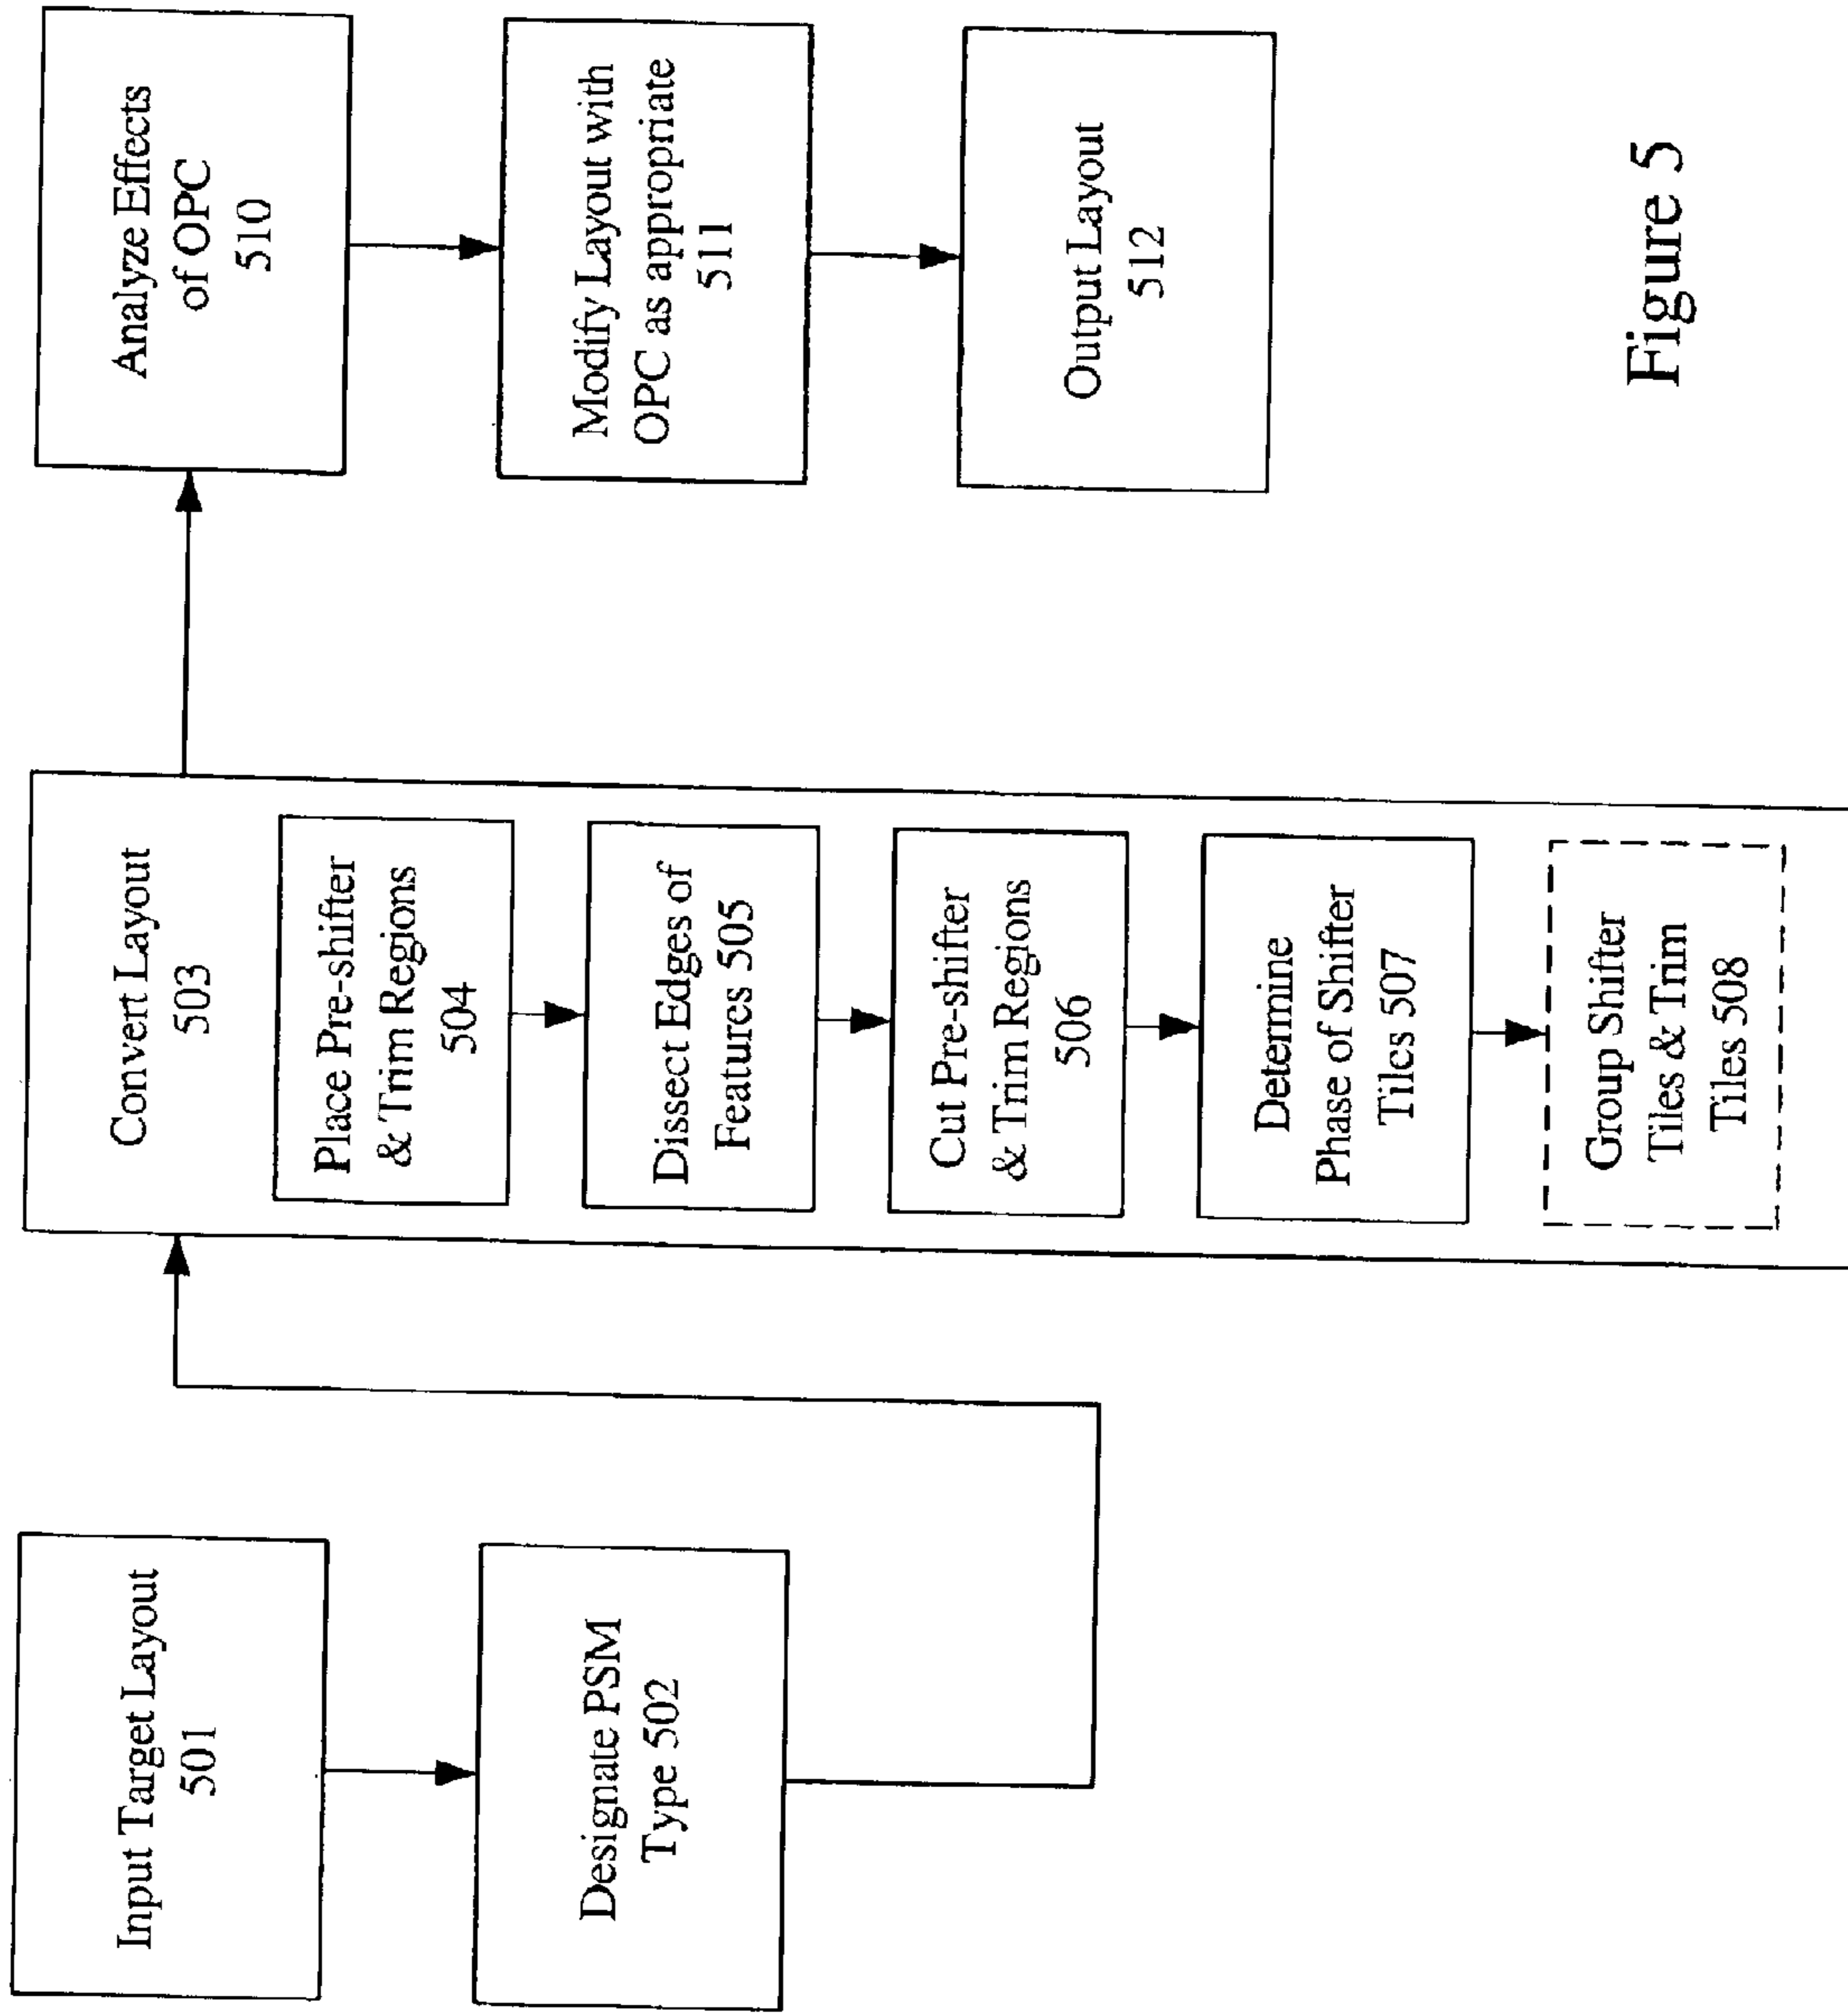 Input Target Layout
501
Designate PSM
Type 502
Convert Layout
503
Place Pre-shifter
& Trim Regions
504
Dissect Edges of
Features 505
Cut Pre-shifter
& Trim Regions
506
Determine
Phase of Shifter
Tiles 507
Group Shifter
Tiles & Trim
Tiles 508
Analyze Effects
of OPC
510
Modify Layout with
OPC as appropriate
511
Output Layout
512
Figure 5